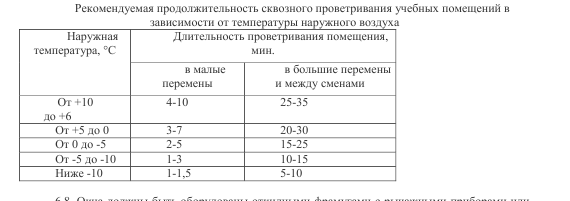 Рекомендуемая продолжительность сквозного проветривания учебных помещений в
зависимости от температуры наружного воздуха
Наружная температура, °С
Длительность проветривания помещения, мин.
в малые перемены
в большие перемены и между сменами
От +10 до +6 4-10 25-35
От +5 до 0 3-7 20-30
От 0 до -5 2-5 15-25
От -5 до -10 1-3 10-15
Ниже -10 1-1,5 5-10
6.8. Окна должны быть оборудованы откидными фрамугами с рычажными приборами или